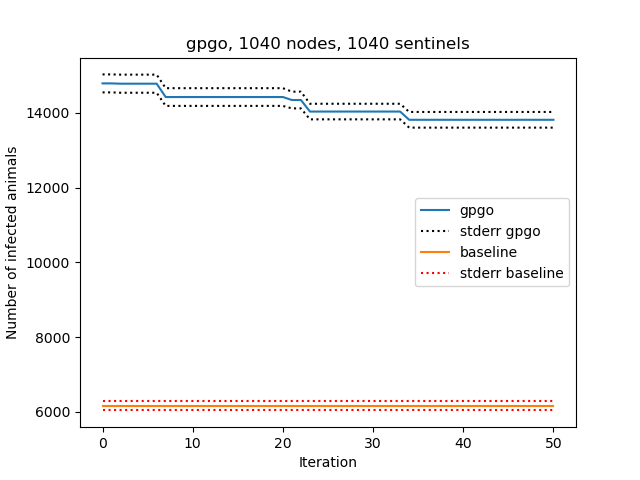 gpgo, 1040 nodes, 1040 sentinels
Number of infected animals
14000
12000
10000
8000
6000
gpgo
stderr gpgo
baseline
stderr baseline
0 10 20 30 40 50
Iteration